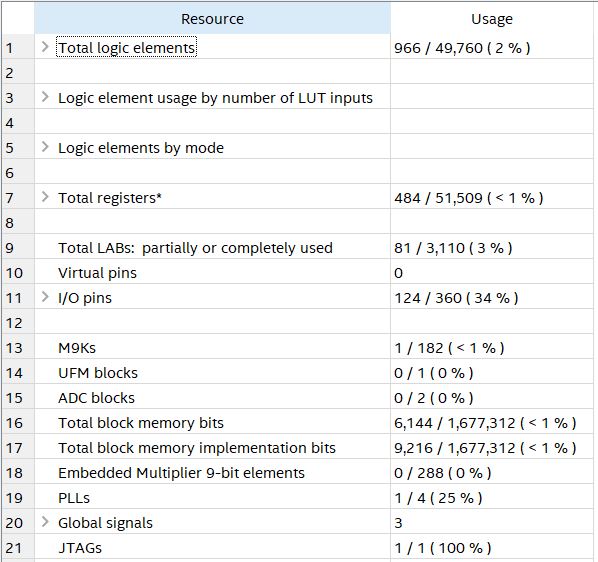 Resource Usage
1 Total logic elements 966 / 49,760 ( 2 % )
2
3 Logic element usage by number of LUT inputs
4
5 Logic elements by mode
6
7 Total registers* 484 / 51,509 ( < 1 % )
8
9 Total LABs: partially or completely used 81 / 3,110 ( 3 % )
10 Virtual pins 0
11 I/O pins 124 / 360 ( 34 % )
12
13 M9Ks 1 / 182 ( < 1 % )
14 UFM blocks 0 / 1 ( 0 % )
15 ADC blocks 0 / 2 ( 0 % )
16 Total block memory bits 6,144 / 1,677,312 ( < 1 % )
17 Total block memory implementation bits 9,216 / 1,677,312 ( < 1 % )
18 Embedded Multiplier 9-bit elements 0 / 288 ( 0 % )
19 PLLs 1 / 4 ( 25 % )
20 Global signals 3
21 JTAGs 1 / 1 ( 100 % )